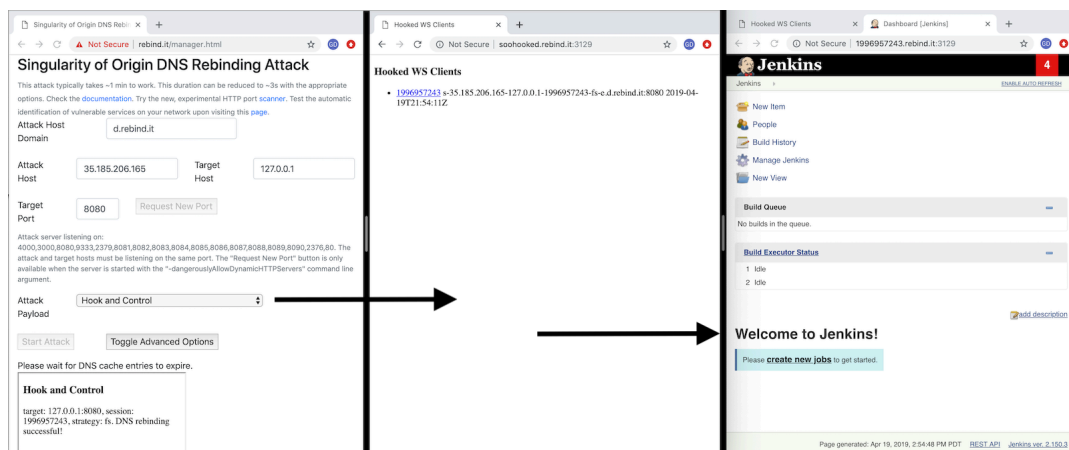 Singularity of Origin DNS Rebin
Not Secure | rebind.it/manager.html
GD
Singularity of Origin DNS Rebinding Attack
This attack typically takes ~1 min to work. This duration can be reduced to ~3s with the appropriate
options. Check the documentation. Try the new, experimental HTTP port scanner. Test the automatic
identification of vulnerable services on your network upon visiting this page.
Attack Host
Domain
d.rebind.it
Attack
Host
35.185.206.165
Target
Host
127.0.0.1
Target
Port
8080
Request New Port
Attack server listening on:
4000,3000,8080,9333,2379,8081,8082,8083,8084,8085,8086,8087,8088,8089,8090,2376,80. The
attack and target hosts must be listening on the same port. The "Request New Port" button is only
available when the server is started with the "-dangerouslyAllowDynamicHTTPServers" command line
argument.
Attack
Payload
Hook and Control
Start Attack
Toggle Advanced Options
Please wait for DNS cache entries to expire.
Hook and Control
target: 127.0.0.1:8080, session:
1996957243, strategy: fs. DNS rebinding
successful!
Hooked WS Clients
Not Secure | soohooked.rebind.it:3129
GD
Hooked WS Clients
1996957243 s-35.185.206.165-127.0.0.1-1996957243-fs-e.d.rebind.it:8080 2019-04-
19T21:54:11Z
Hooked WS Clients
Dashboard [Jenkins]
Not Secure | 1996957243.rebind.it:3129
GD
Jenkins
4
Jenkins
ENABLE AUTO REFRESH
New Item
People
Build History
Manage Jenkins
New View
Build Queue
No builds in the queue.
Build Executor Status
1 Idle
2 Idle
add description
Welcome to Jenkins!
Please create new jobs to get started.
Page generated: Apr 19, 2019, 2:54:48 PM PDT REST API Jenkins ver. 2.150.3